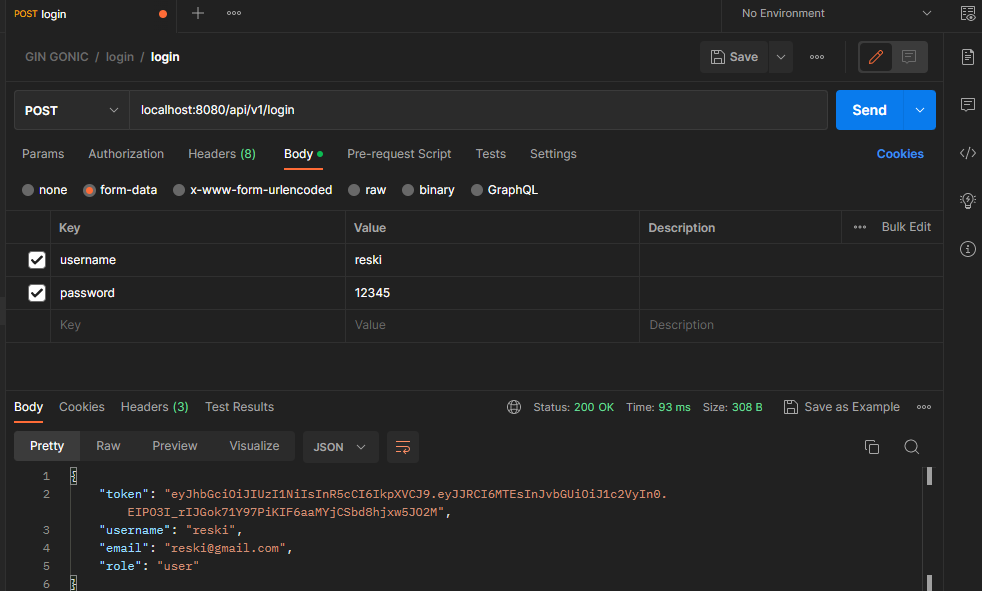 POST login
No Environment
GIN GONIC / login / login
Save
POST
localhost:8080/api/v1/login
Send
Params Authorization Headers (8) Body Pre-request Script Tests Settings Cookies
none form-data x-www-form-urlencoded raw binary GraphQL
Key Value Description Bulk Edit
username reski
password 12345
Key Value Description
Body Cookies Headers (3) Test Results Status: 200 OK Time: 93 ms Size: 308 B Save as Example
Pretty Raw Preview Visualize JSON
1 {
2 "token": "eyJhbGciOiJIUzI1NiIsInR5cCI6IkpXVCJ9.eyJJRCI6MTEsInJvbGUiOiJ1c2VyIn0.
EIPO3I_rIJGok71Y97PiKIF6aaMYjCSbd8hjxw5JO2M",
3 "username": "reski",
4 "email": "reski@gmail.com",
5 "role": "user"
6 }